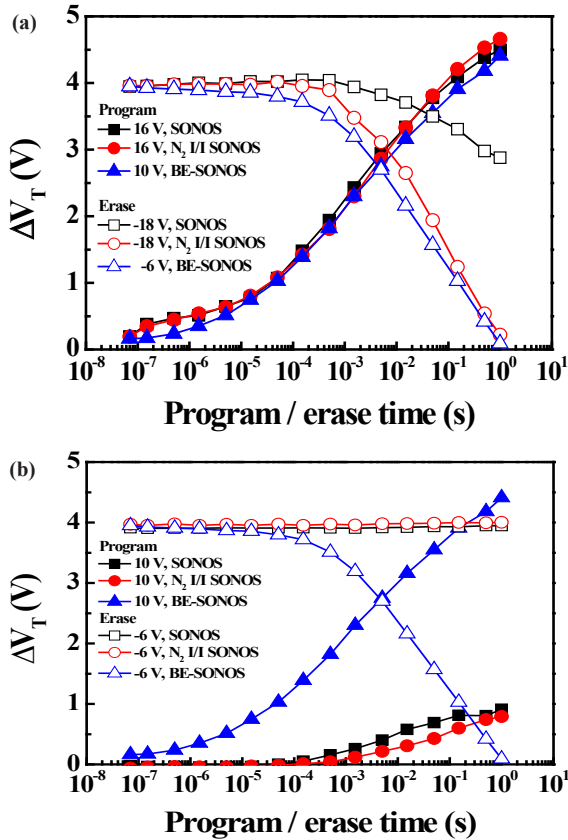 (a)
5
4
3
2
1
0
ΔV_T (V)
Program
16 V, SONOS
16 V, N₂ I/I SONOS
10 V, BE-SONOS
Erase
-18 V, SONOS
-18 V, N₂ I/I SONOS
-6 V, BE-SONOS
10⁻⁸ 10⁻⁷ 10⁻⁶ 10⁻⁵ 10⁻⁴ 10⁻³ 10⁻² 10⁻¹ 10⁰ 10¹
Program / erase time (s)
(b)
5
4
3
2
1
0
ΔV_T (V)
Program
10 V, SONOS
10 V, N₂ I/I SONOS
10 V, BE-SONOS
Erase
-6 V, SONOS
-6 V, N₂ I/I SONOS
-6 V, BE-SONOS
10⁻⁸ 10⁻⁷ 10⁻⁶ 10⁻⁵ 10⁻⁴ 10⁻³ 10⁻² 10⁻¹ 10⁰ 10¹
Program / erase time (s)